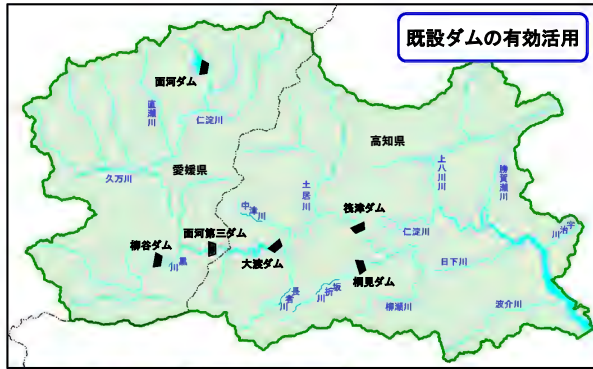 既設ダムの有効活用
面河ダム
直瀬川
仁淀川
高知県
愛媛県
久万川
上八川川
勝賀瀬川
土居川
中津川
筏津ダム
仁淀川
宇治川
柳谷ダム
面河第三ダム
黒川
大渡ダム
桐見ダム
日下川
長者川
坂折川
柳瀬川
波介川